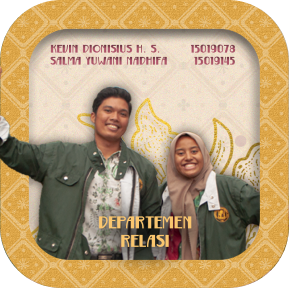 KEVIN DIONISIUS H. S. 15019078
SALMA YUWANI NADHIFA 15019145
DEPARTEMEN
RELASI